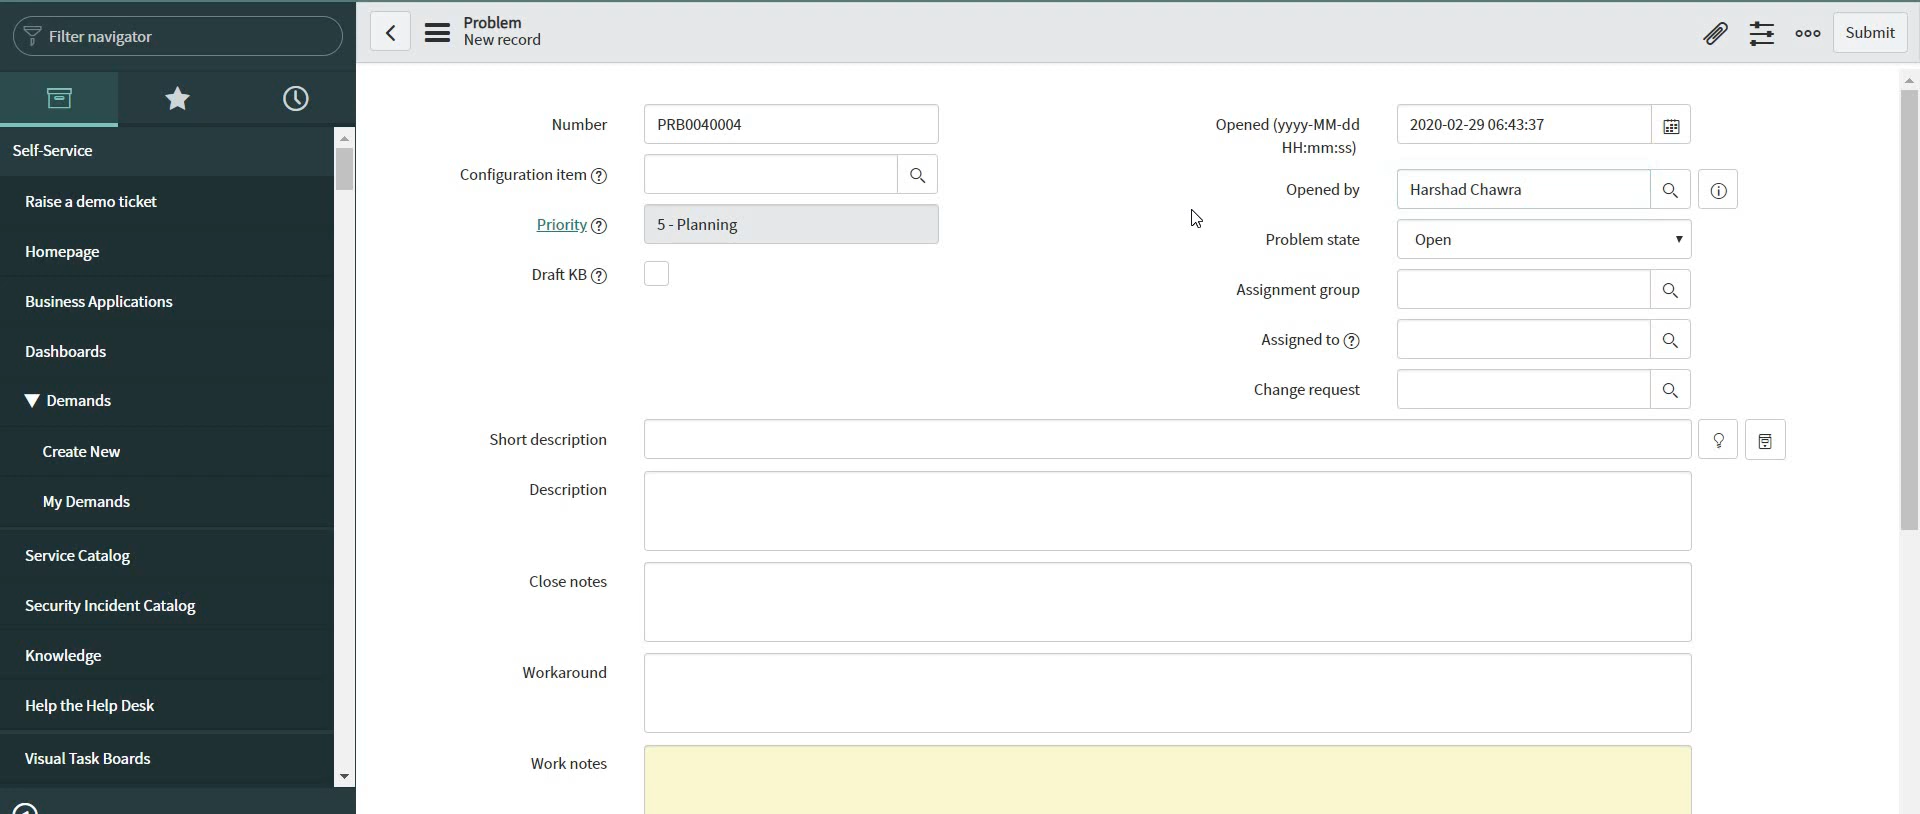 Filter navigator
Problem
New record
Submit
Self-Service
Raise a demo ticket
Homepage
Business Applications
Dashboards
Demands
Create New
My Demands
Service Catalog
Security Incident Catalog
Knowledge
Help the Help Desk
Visual Task Boards
Number PRB0040004
Configuration item
Priority 5 - Planning
Draft KB
Opened (yyyy-MM-dd 2020-02-29 06:43:37
HH:mm:ss)
Opened by Harshad Chawra
Problem state Open
Assignment group
Assigned to
Change request
Short description
Description
Close notes
Workaround
Work notes